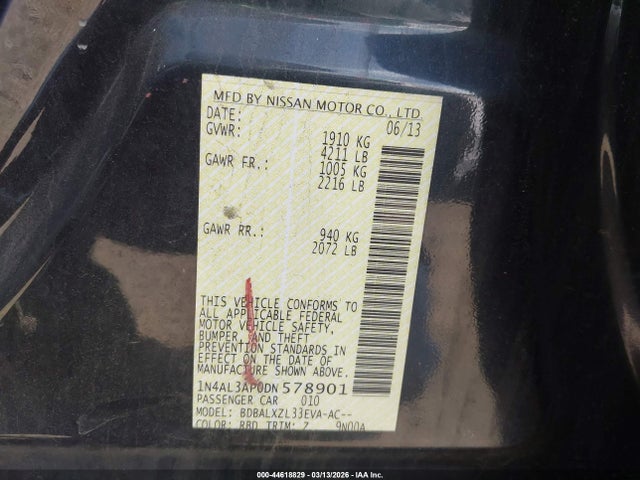 MFD BY NISSAN MOTOR CO., LTD
DATE: 06/13
GVWR: 1910 KG
4211 LB
GAWR FR.: 1005 KG
2216 LB
GAWR RR.: 940 KG
2072 LB
THIS VEHICLE CONFORMS TO
ALL APPLICABLE FEDERAL
MOTOR VEHICLE SAFETY,
BUMPER, AND THEFT
PREVENTION STANDARDS IN
EFFECT ON THE DATE OF
MANUFACTURE SHOWN ABOVE.
1N4AL3AP0DN578901
PASSENGER CAR 010
MODEL: BDBALXZL33EVA-AC--
COLOR: RBD TRIM: Z 9N00A
000-44618829 - 03/13/2026 - IAA Inc.